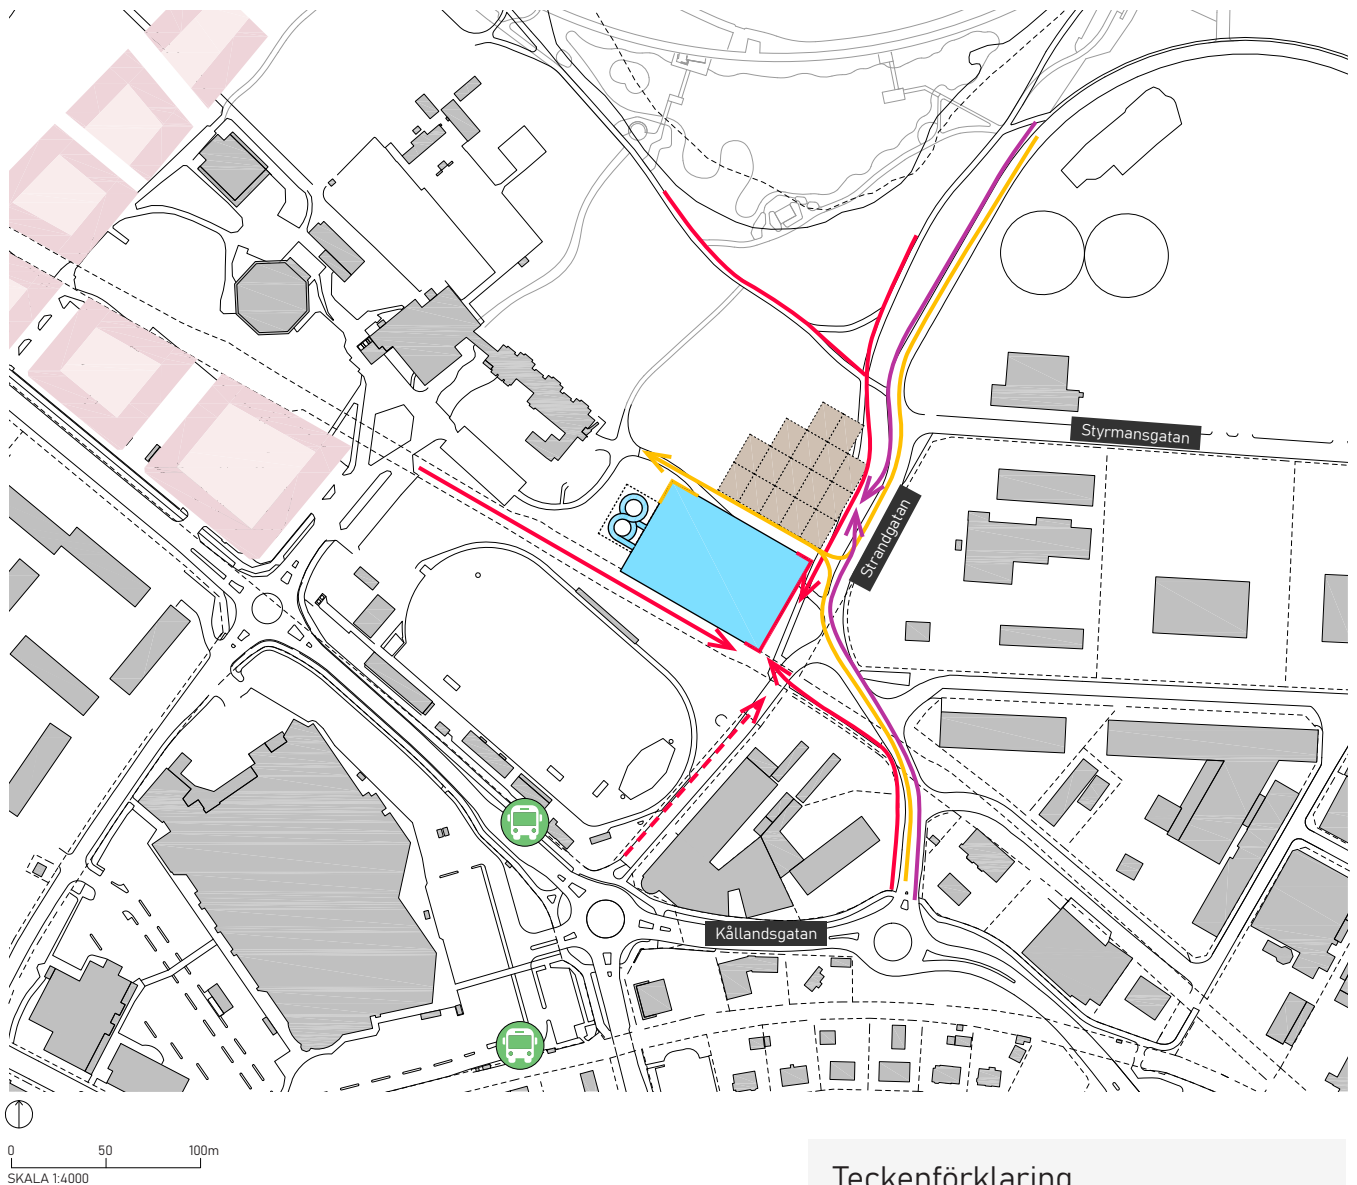 Styrmansgatan
Strandgatan
Kållandsgatan
0 50 100m
SKALA 1:4000
Teckenförklaring